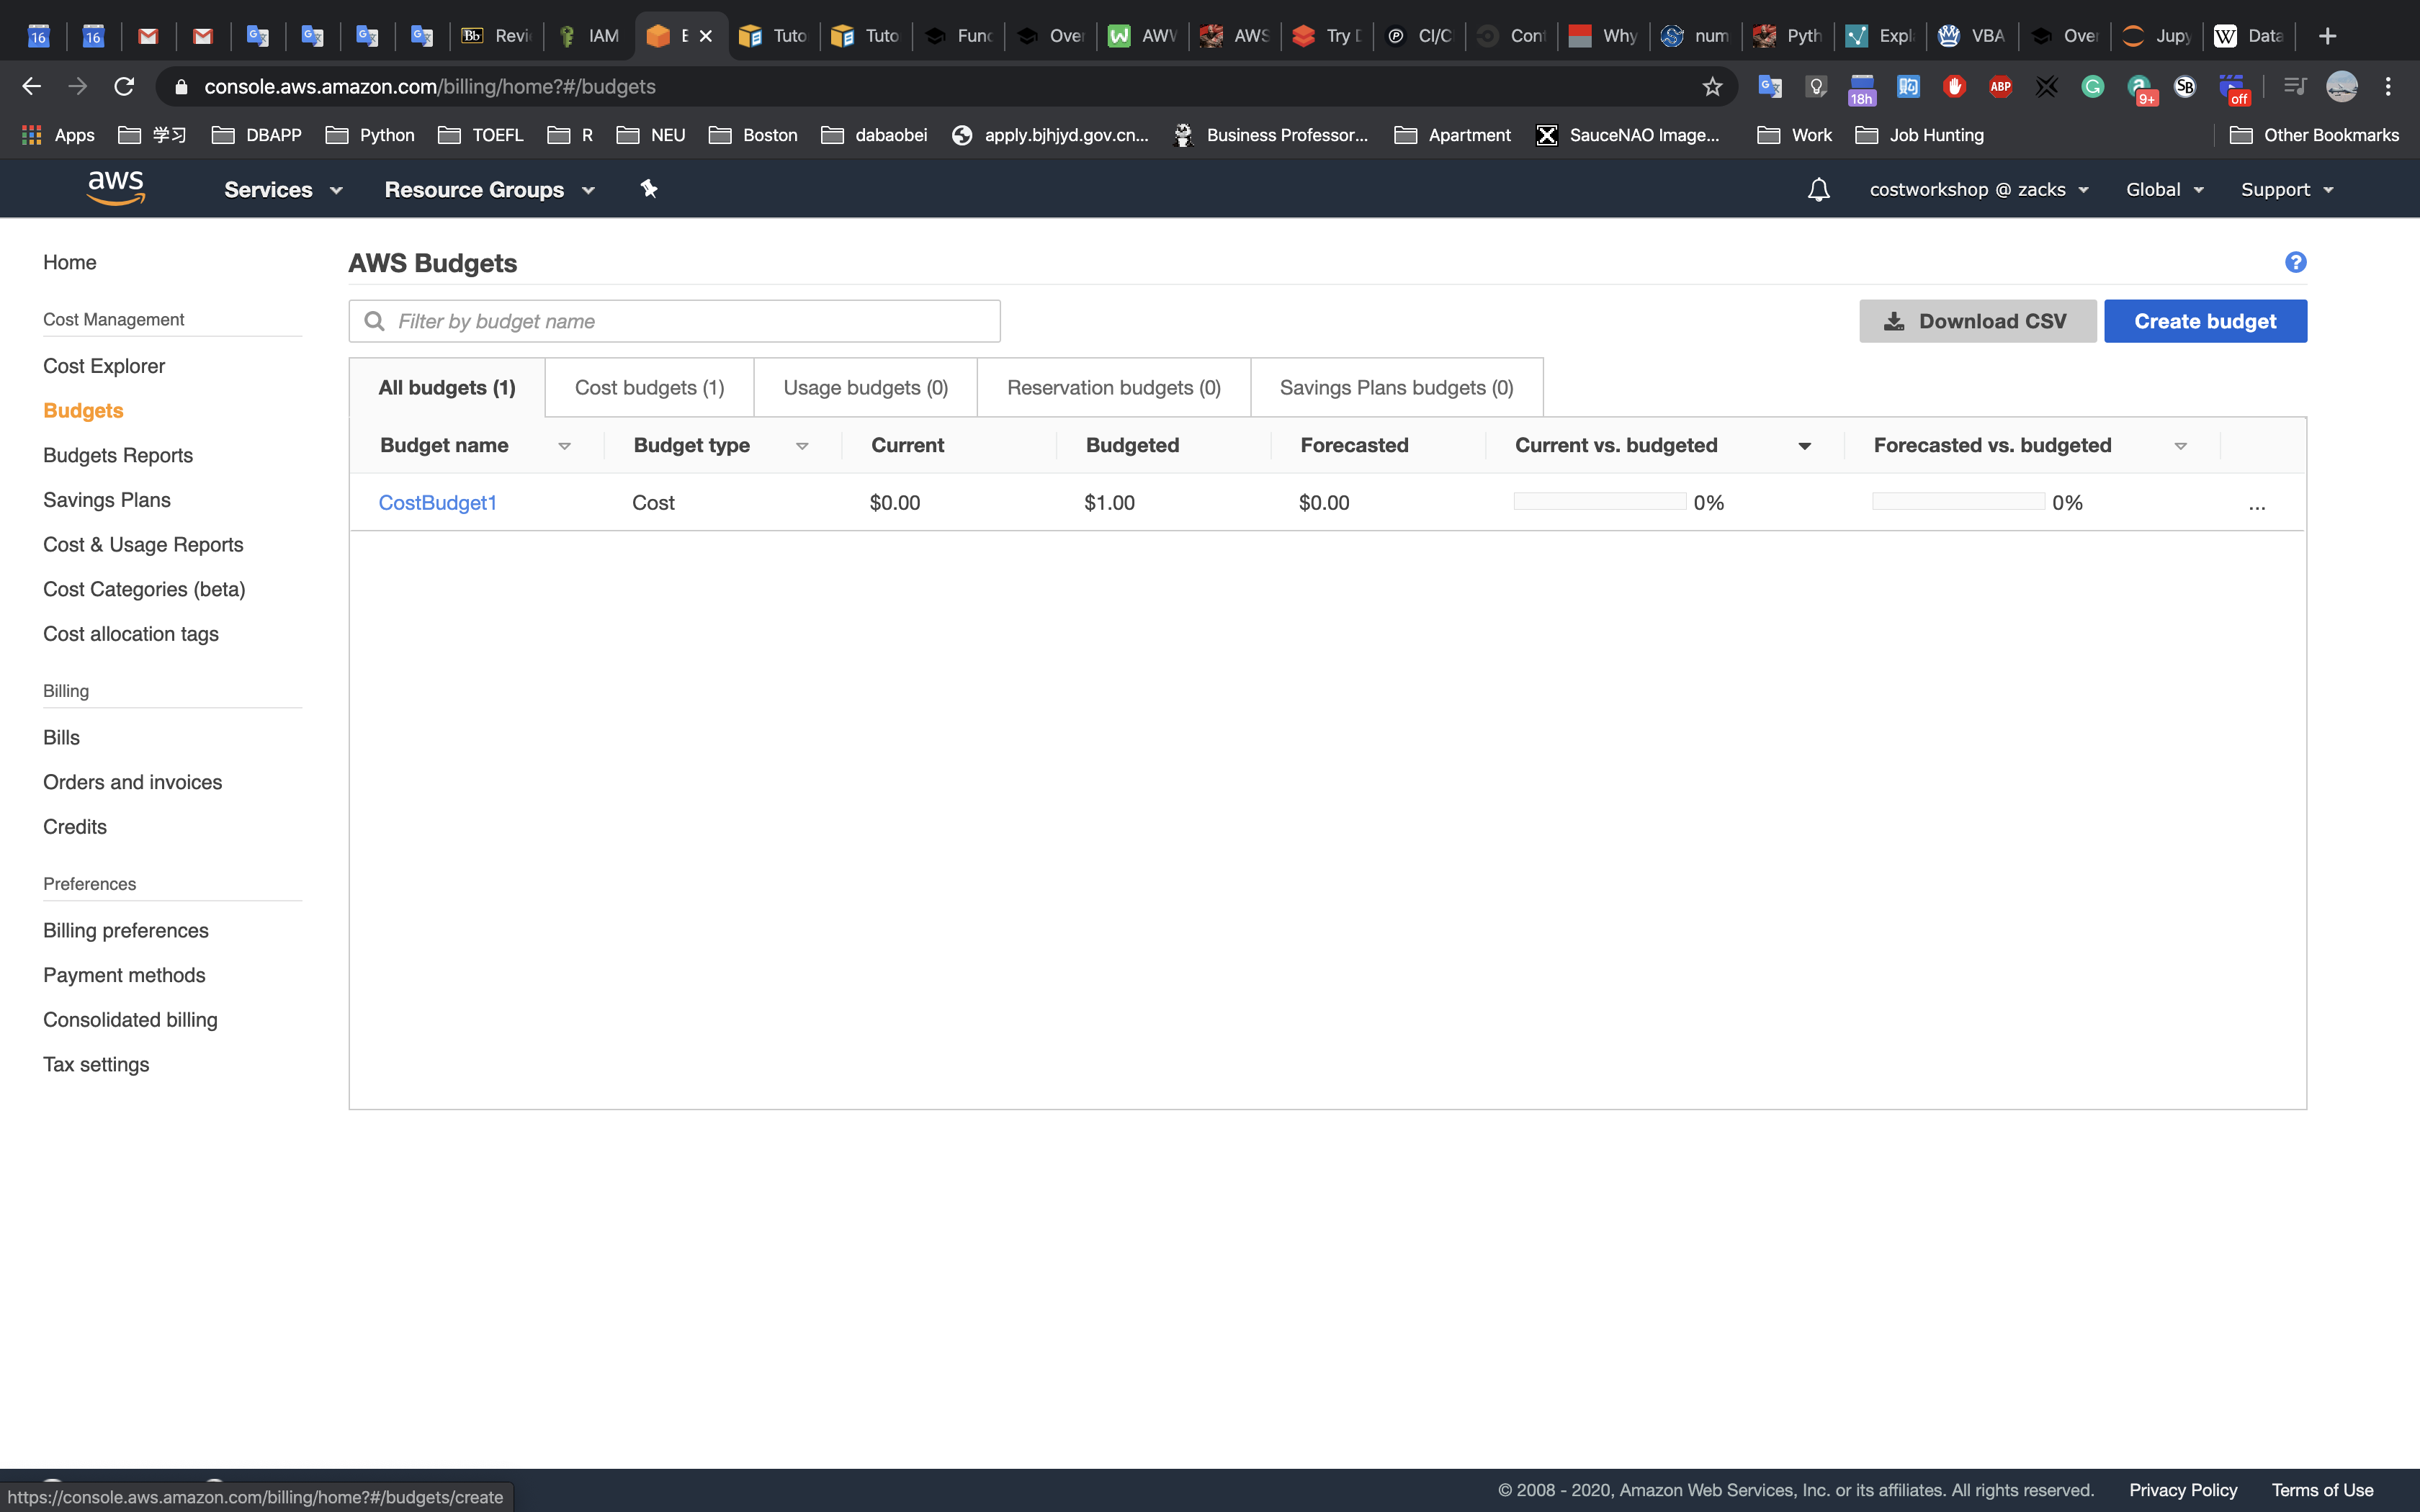 16 16 Bb Revi IAM E Tuto Tuto Func Over AWV AWS Try D CI/C Cont Why num Pyth Expl VBA Over Jupy W Data
console.aws.amazon.com/billing/home?#/budgets 18h ABP 9+ SB off
Apps 学习 DBAPP Python TOEFL R NEU Boston dabaobei apply.bjhjyd.gov.cn... Business Professor... Apartment SauceNAO Image... Work Job Hunting Other Bookmarks
aws Services Resource Groups costworkshop @ zacks Global Support
Home
Cost Management
Cost Explorer
Budgets
Budgets Reports
Savings Plans
Cost & Usage Reports
Cost Categories (beta)
Cost allocation tags
Billing
Bills
Orders and invoices
Credits
Preferences
Billing preferences
Payment methods
Consolidated billing
Tax settings
AWS Budgets
Filter by budget name Download CSV Create budget
All budgets (1) Cost budgets (1) Usage budgets (0) Reservation budgets (0) Savings Plans budgets (0)
Budget name Budget type Current Budgeted Forecasted Current vs. budgeted Forecasted vs. budgeted
CostBudget1 Cost $0.00 $1.00 $0.00 0% 0% ...
https://console.aws.amazon.com/billing/home?#/budgets/create
© 2008 - 2020, Amazon Web Services, Inc. or its affiliates. All rights reserved. Privacy Policy Terms of Use